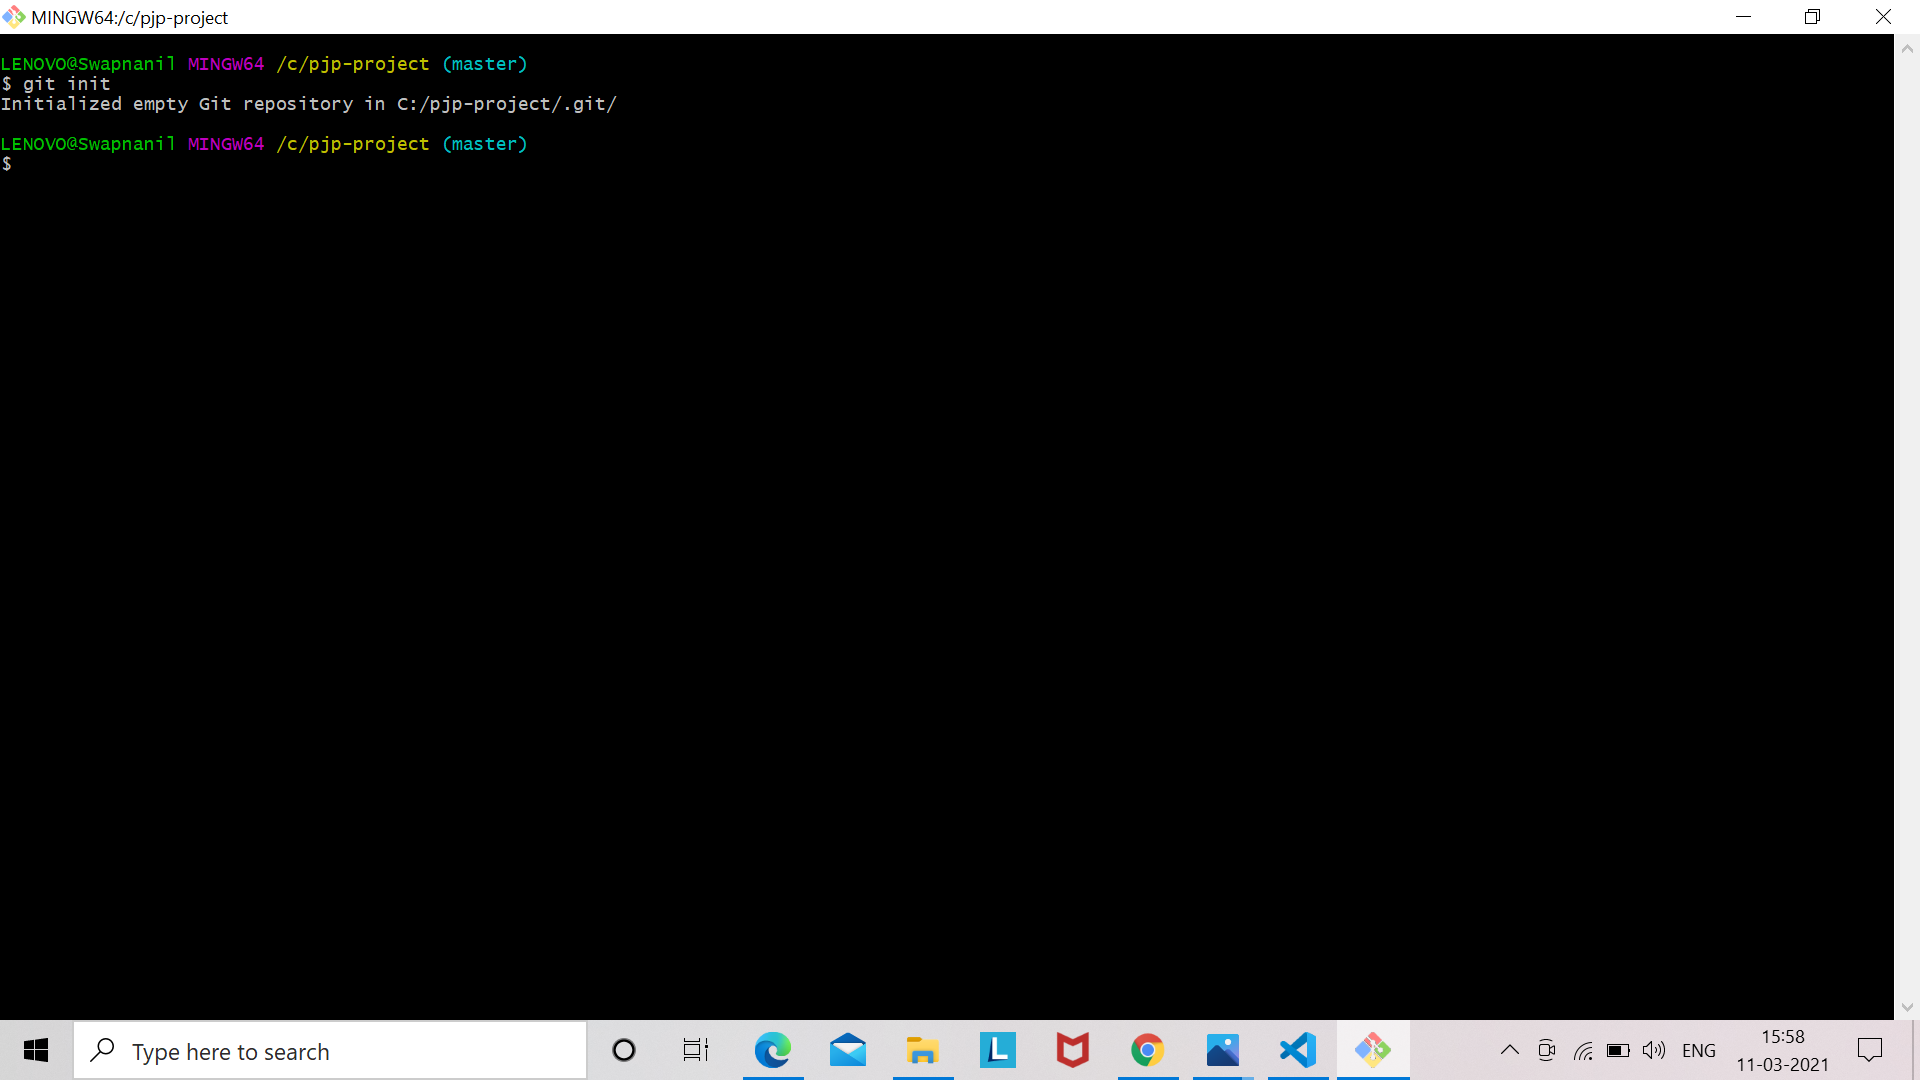 MINGW64:/c/pjp-project
LENOVO@Swapnanil MINGW64 /c/pjp-project (master)
$ git init
Initialized empty Git repository in C:/pjp-project/.git/
LENOVO@Swapnanil MINGW64 /c/pjp-project (master)
$
Type here to search
L
ENG
15:58
11-03-2021